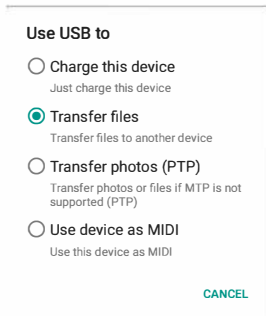 Use USB to
Charge this device
Just charge this device
Transfer files
Transfer files to another device
Transfer photos (PTP)
Transfer photos or files if MTP is not
supported (PTP)
Use device as MIDI
Use this device as MIDI
CANCEL